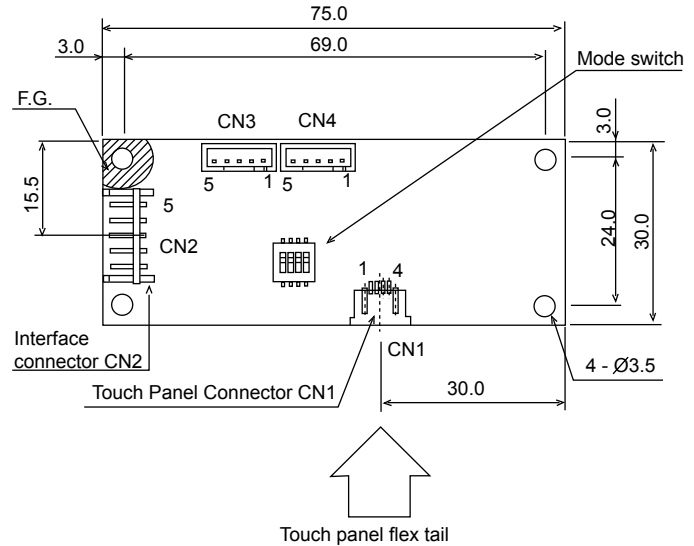 75.0
3.0
69.0
Mode switch
F.G.
CN3
CN4
3.0
5
1
5
1
15.5
5
CN2
24.0
30.0
1
4
Interface
connector CN2
CN1
4 - Ø3.5
Touch Panel Connector CN1
30.0
Touch panel flex tail